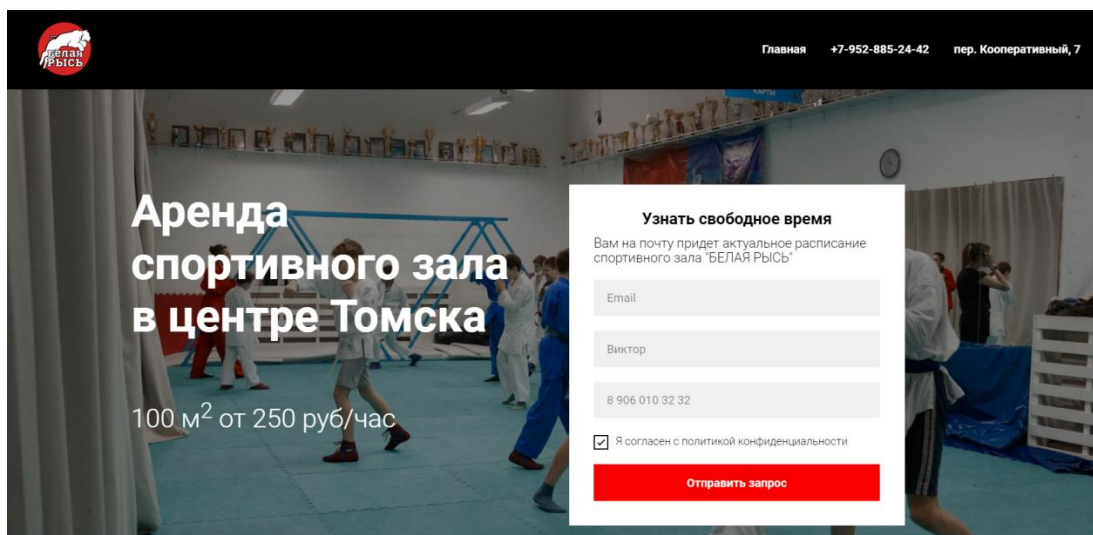 белая
РЫСЬ
Главная +7-952-885-24-42 пер. Кооперативный, 7
КАРТЫ
Аренда
спортивного зала
в центре Томска
100 м² от 250 руб/час
Узнать свободное время
Вам на почту придет актуальное расписание
спортивного зала "БЕЛАЯ РЫСЬ"
Email
Виктор
8 906 010 32 32
Я согласен с политикой конфиденциальности
Отправить запрос